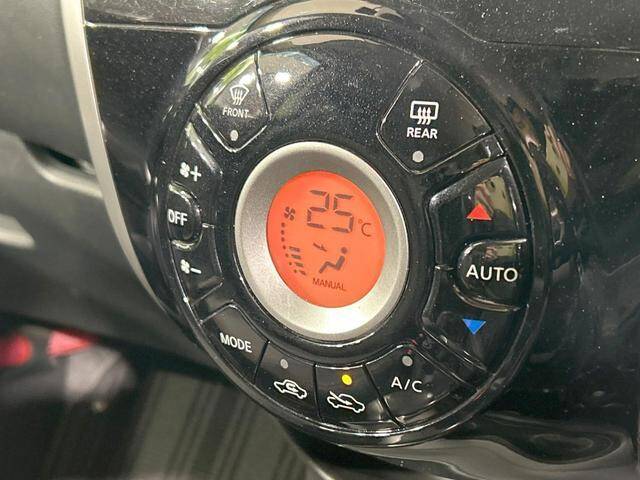 FRONT
REAR
+
OFF
-
25°C
MANUAL
AUTO
MODE
A/C